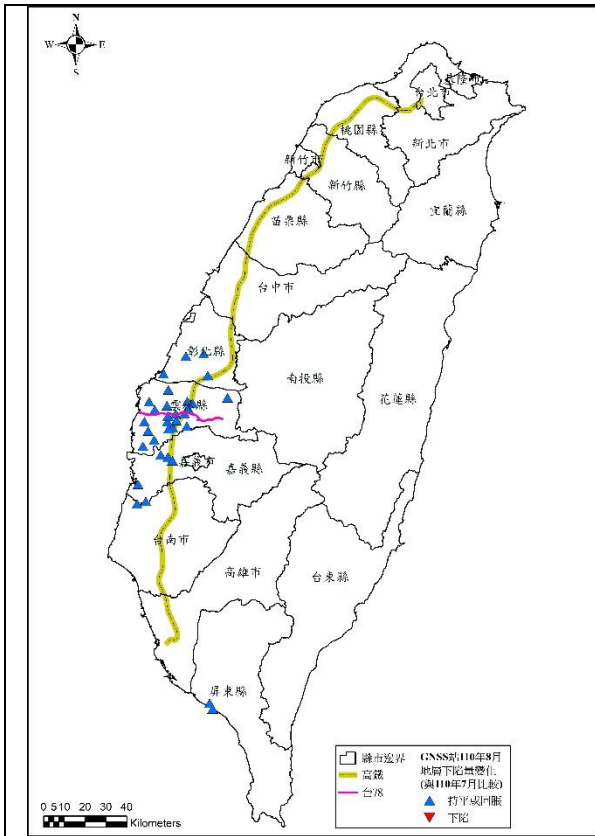 N
W E
S
台北市
桃園縣
新北市
新竹市
新竹縣
宜蘭縣
苗栗縣
台中市
彰化縣
南投縣
花蓮縣
雲林縣
嘉義市
嘉義縣
台南市
高雄市
台東縣
屏東縣
縣市邊界
高鐵
台78
GNSS站110年8月
地層下陷量變化
(與110年7月比較)
持平或回脹
下陷
0 5 10 20 30 40
Kilometers